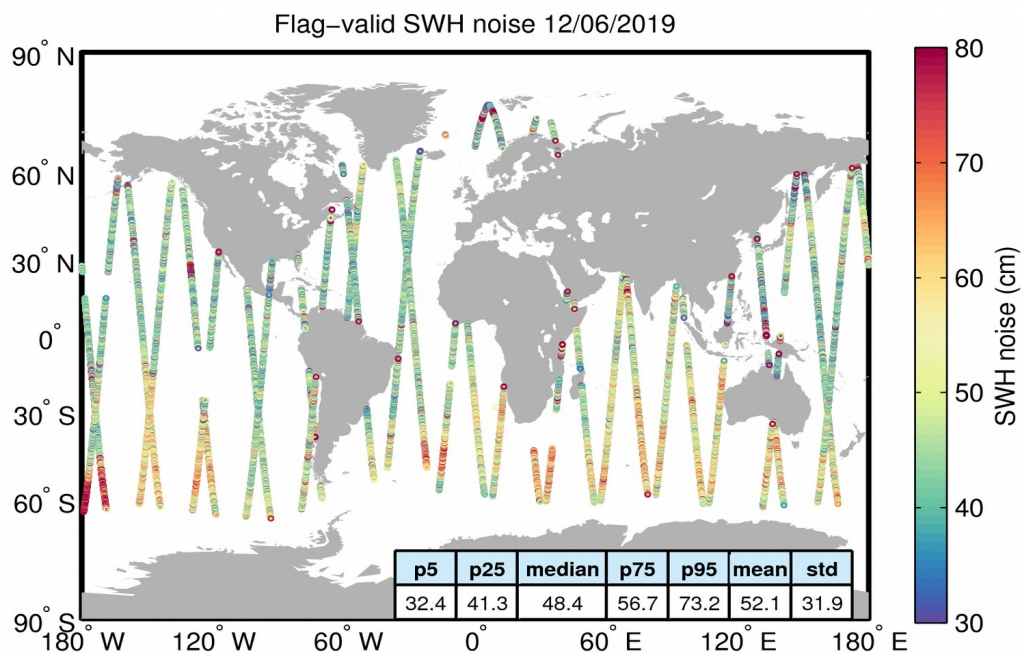 Flag−valid SWH noise 12/06/2019
90° N
60° N
30° N
0°
30° S
60° S
90° S
180° W
120° W
60° W
0°
60° E
120° E
180° E
p5 p25 median p75 p95 mean std
32.4 41.3 48.4 56.7 73.2 52.1 31.9
80
70
60
50
40
30
SWH noise (cm)